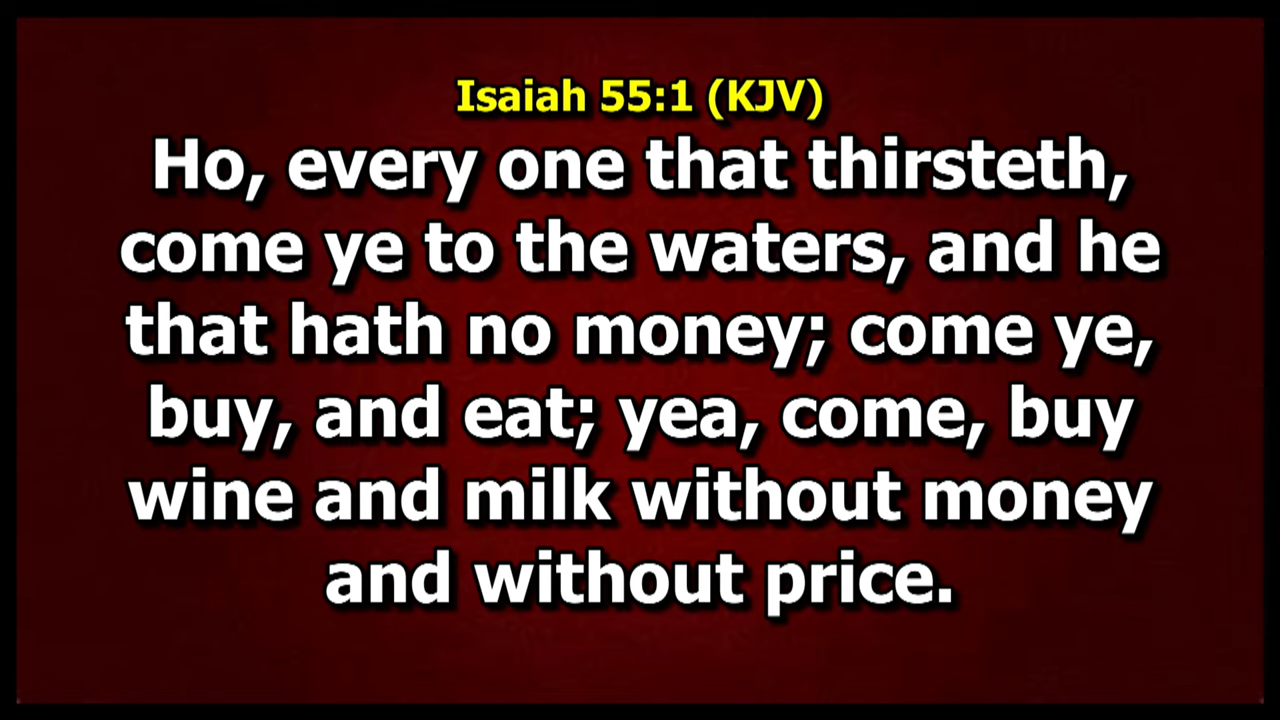 Isaiah 55:1 (KJV)
Ho, every one that thirsteth,
come ye to the waters, and he
that hath no money; come ye,
buy, and eat; yea, come, buy
wine and milk without money
and without price.